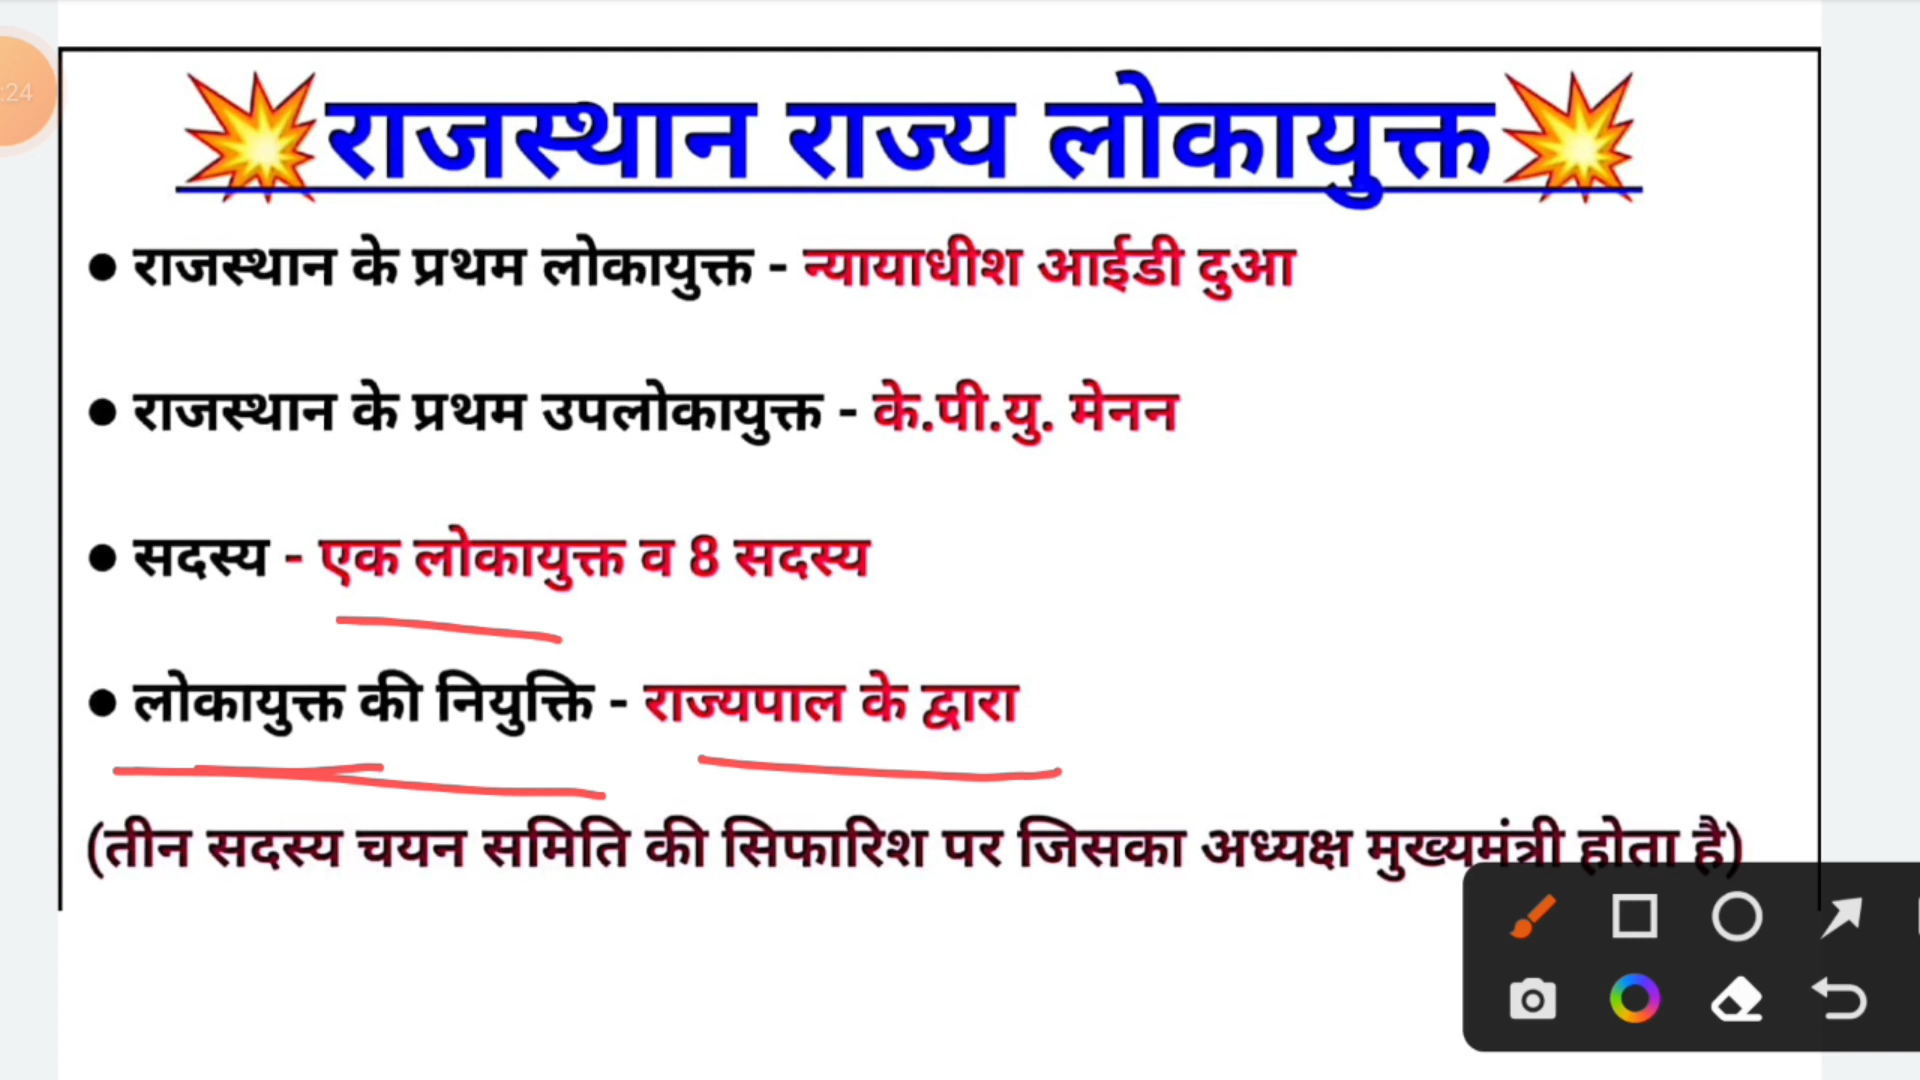 :24
राजस्थान राज्य लोकायुक्त
● राजस्थान के प्रथम लोकायुक्त - न्यायाधीश आईडी दुआ
● राजस्थान के प्रथम उपलोकायुक्त - के.पी.यु. मेनन
● सदस्य - एक लोकायुक्त व 8 सदस्य
● लोकायुक्त की नियुक्ति - राज्यपाल के द्वारा
(तीन सदस्य चयन समिति की सिफारिश पर जिसका अध्यक्ष मुख्यमंत्री होता है)